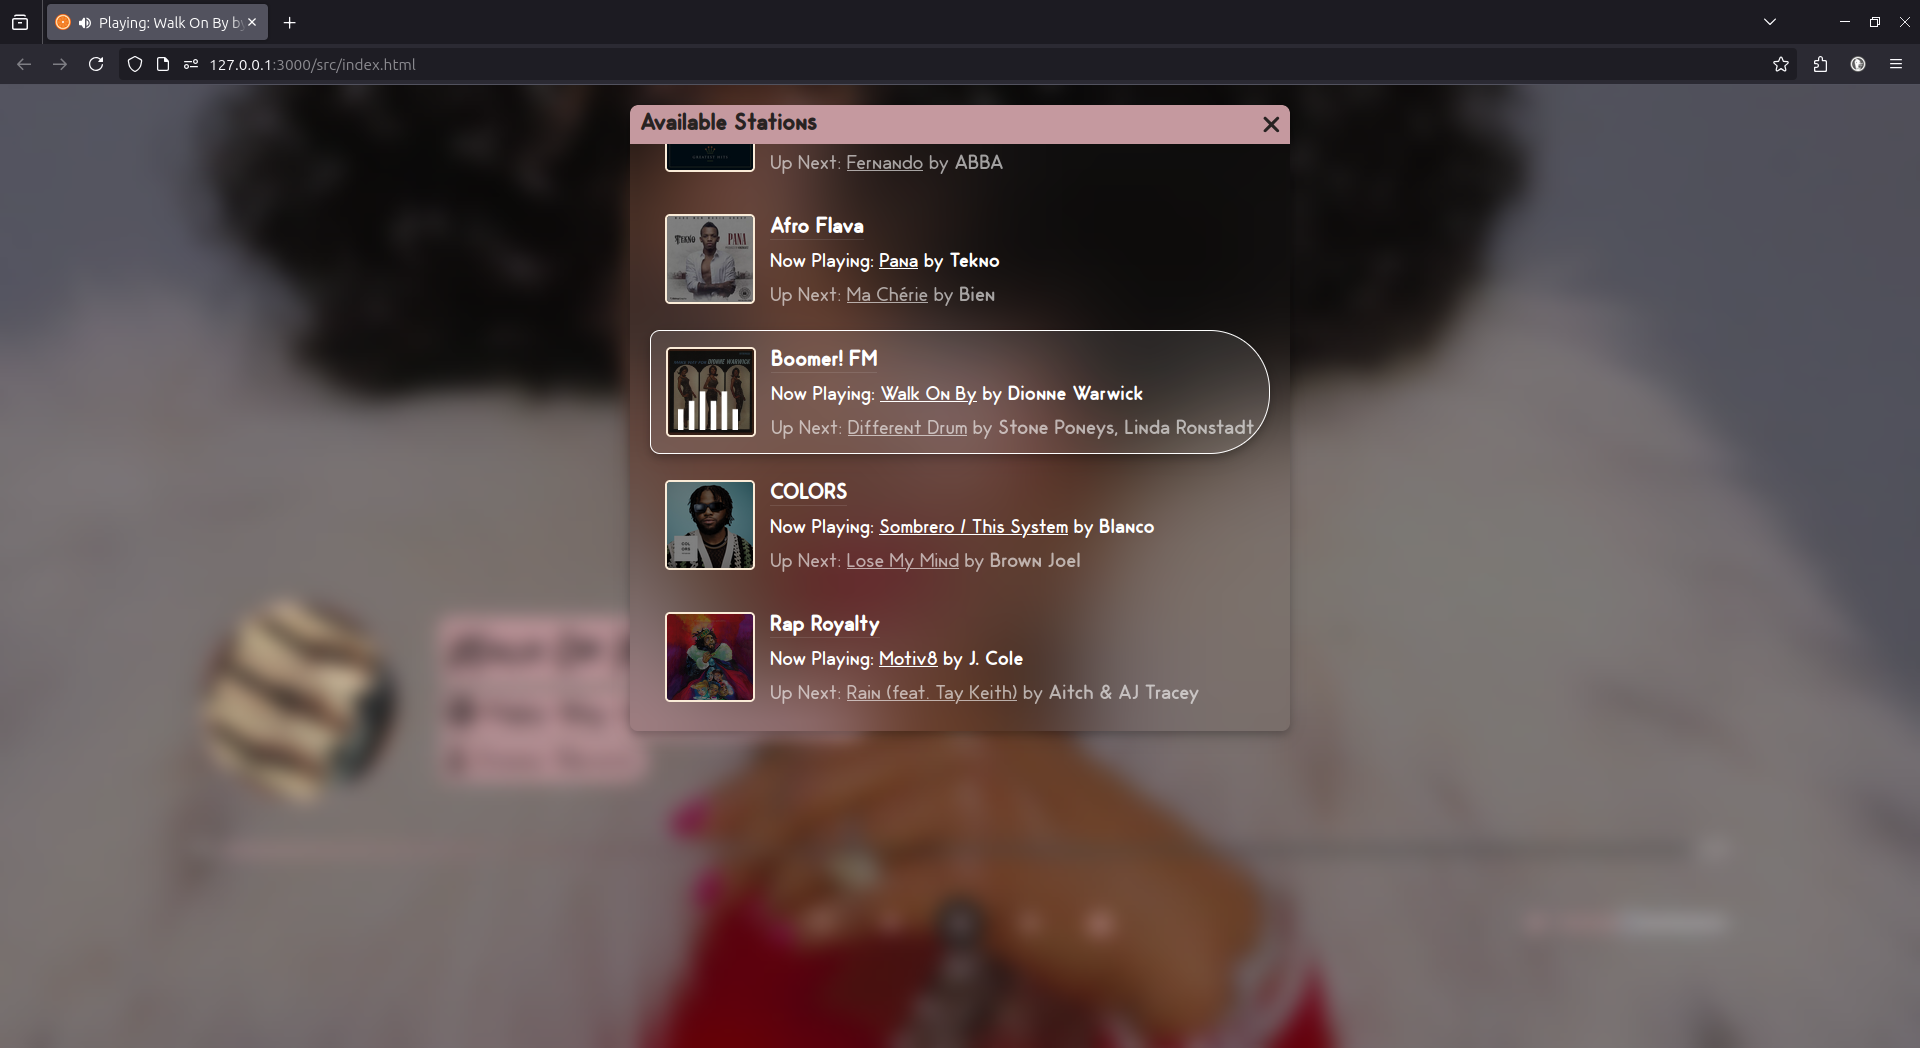 Playing: Walk On By by
127.0.0.1:3000/src/index.html
Available Stations
Up Next: Fernando by ABBA
Afro Flava
TEKNO PANA
Now Playing: Pana by Tekno
Up Next: Ma Chérie by Bien
Boomer! FM
DIONNE WARWICK
Now Playing: Walk On By by Dionne Warwick
Up Next: Different Drum by Stone Poneys, Linda Ronstadt
COLORS
Now Playing: Sombrero / This System by Blanco
Up Next: Lose My Mind by Brown Joel
Rap Royalty
Now Playing: Motiv8 by J. Cole
Up Next: Rain (feat. Tay Keith) by Aitch & AJ Tracey